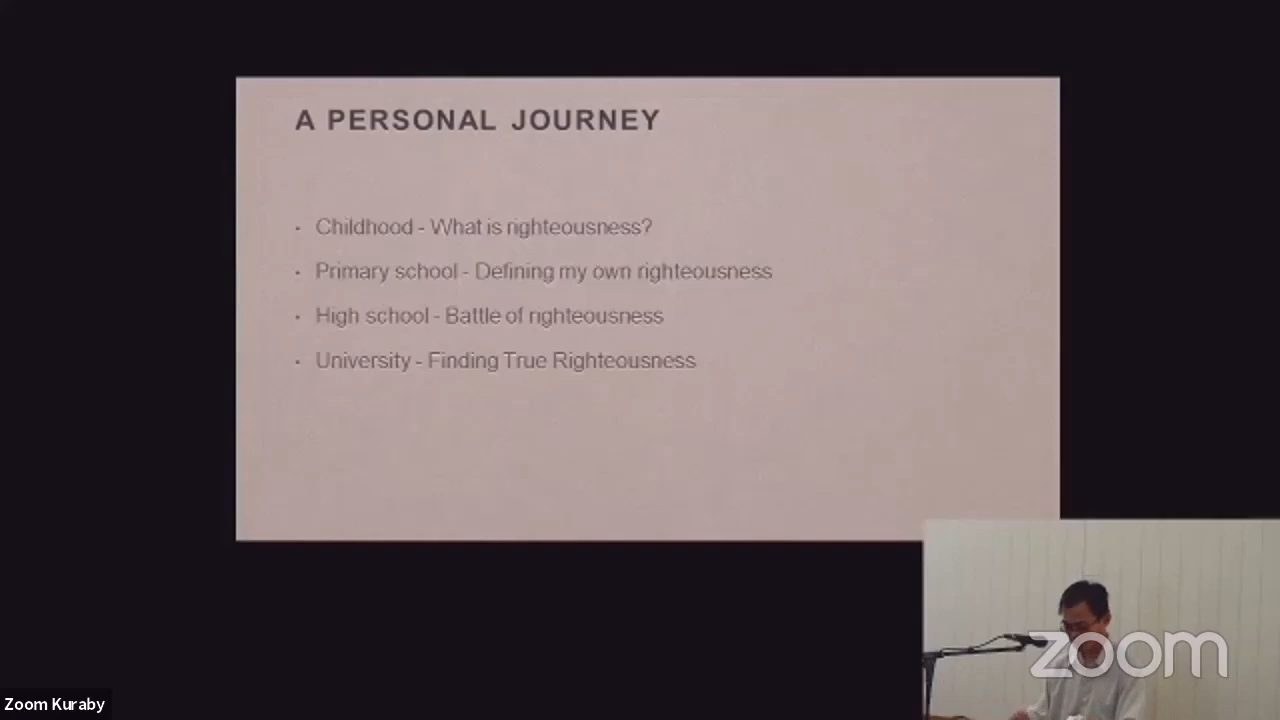 A PERSONAL JOURNEY
• Childhood - What is righteousness?
• Primary school - Defining my own righteousness
• High school - Battle of righteousness
• University - Finding True Righteousness
zoom
Zoom Kuraby